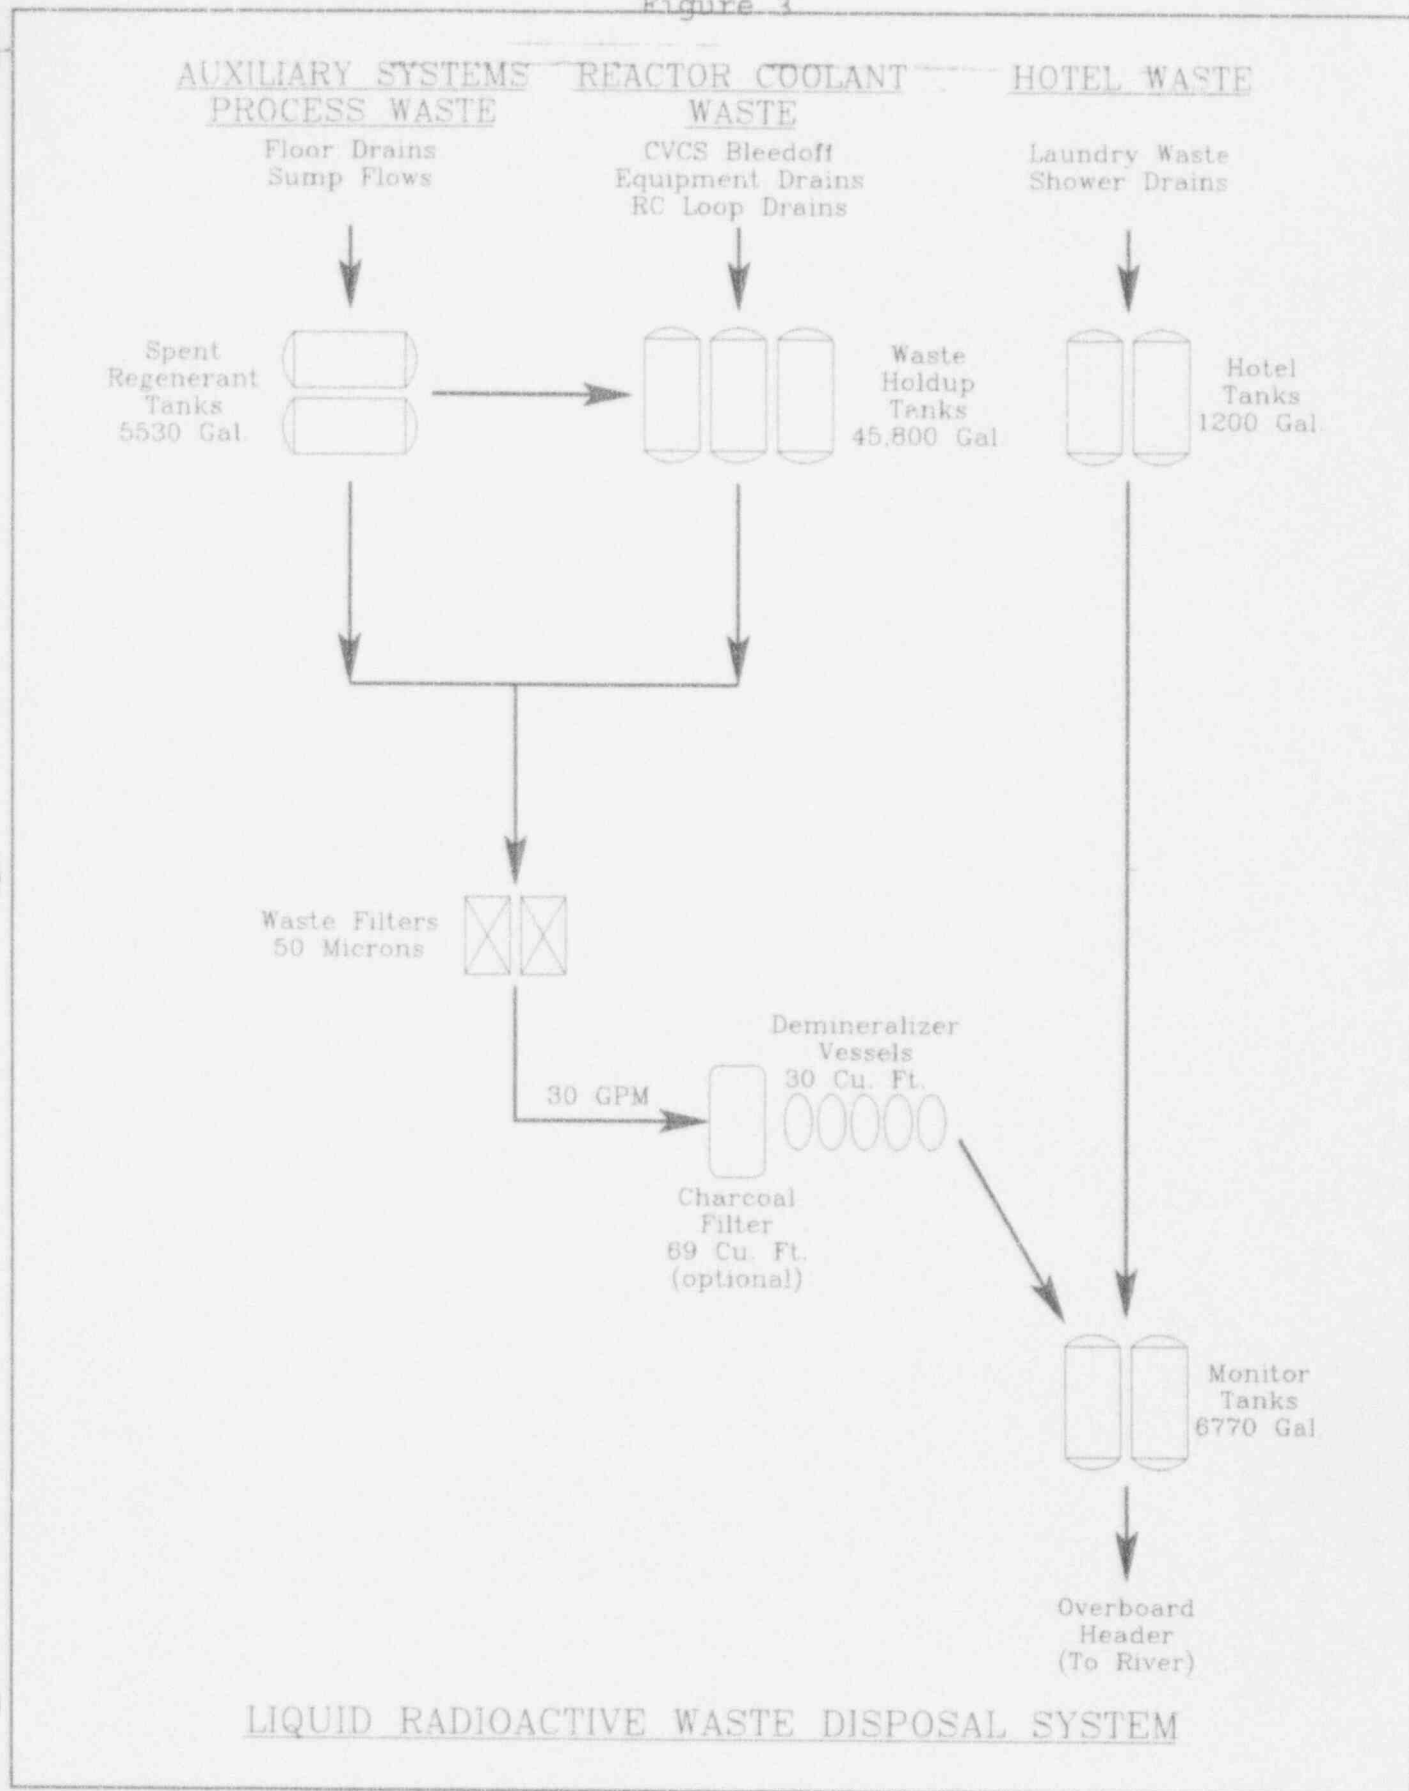 Figure 3
AUXILIARY SYSTEMS
PROCESS WASTE
Floor Drains
Sump Flows
REACTOR COOLANT
WASTE
CVCS Bleedoff
Equipment Drains
RC Loop Drains
HOTEL WASTE
Laundry Waste
Shower Drains
Spent
Regenerant
Tanks
5530 Gal.
Waste
Holdup
Tanks
45,800 Gal
Hotel
Tanks
1200 Gal.
Waste Filters
50 Microns
30 GPM
Demineralizer
Vessels
30 Cu. Ft.
Charcoal
Filter
69 Cu. Ft.
(optional)
Monitor
Tanks
6770 Gal
Overboard
Header
(To River)
LIQUID RADIOACTIVE WASTE DISPOSAL SYSTEM